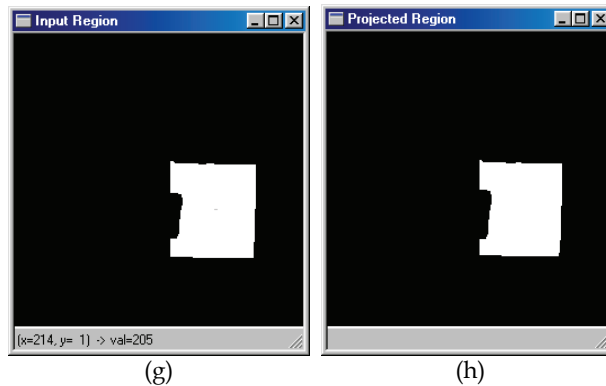 Input Region
Projected Region
(x=214, y= 1) -> val=205
(g)
(h)